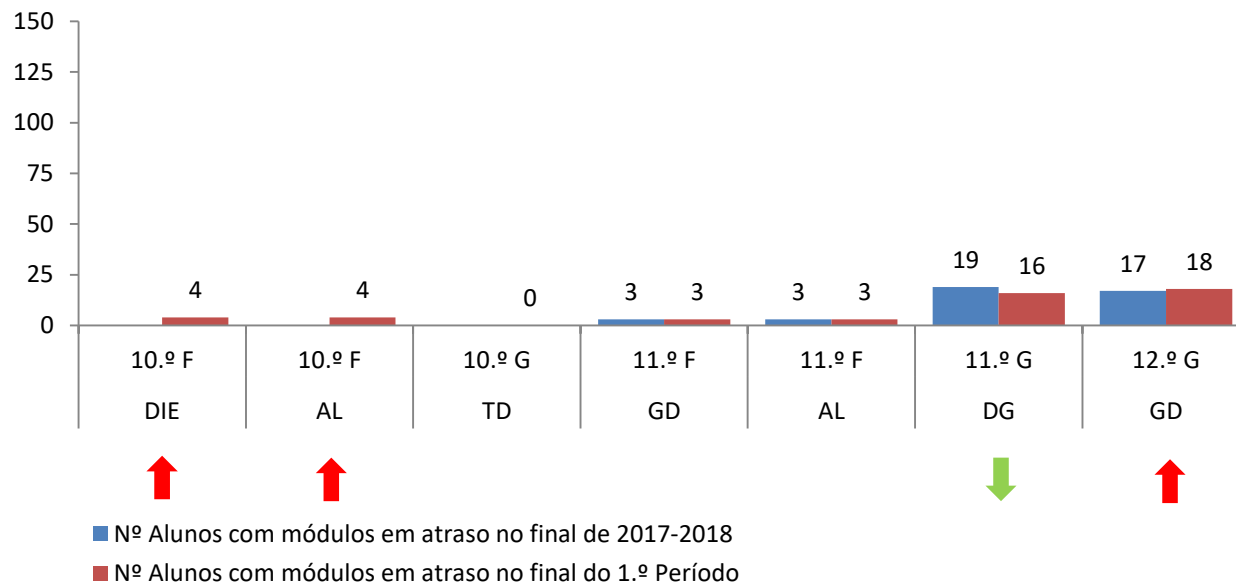 150
125
100
75
50
25
0
4
4
0
3
3
3
3
19
16
17
18
10.º F
10.º F
10.º G
11.º F
11.º F
11.º G
12.º G
DIE
AL
TD
GD
AL
DG
GD
Nº Alunos com módulos em atraso no final de 2017-2018
Nº Alunos com módulos em atraso no final do 1.º Período